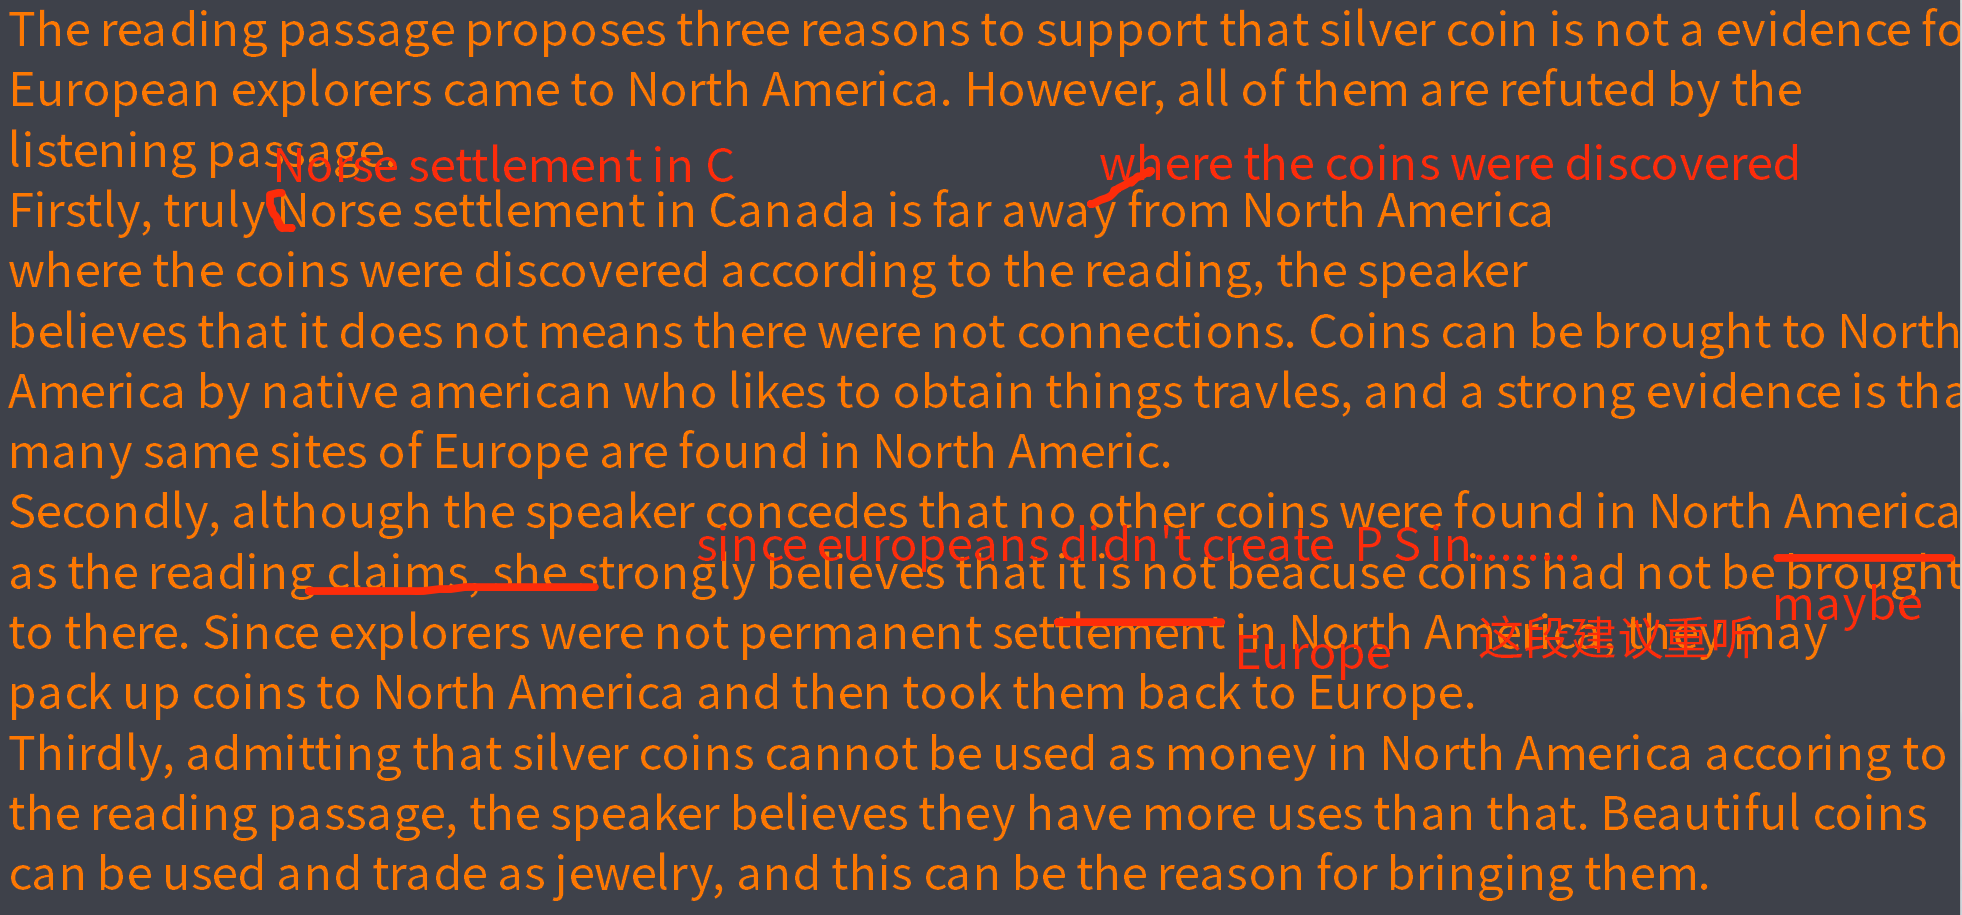 The reading passage proposes three reasons to support that silver coin is not a evidence fo
European explorers came to North America. However, all of them are refuted by the
listening passage.
Norse settlement in C
where the coins were discovered
Firstly, truly Norse settlement in Canada is far away from North America
where the coins were discovered according to the reading, the speaker
believes that it does not means there were not connections. Coins can be brought to North
America by native american who likes to obtain things travles, and a strong evidence is tha
many same sites of Europe are found in North Americ.
Secondly, although the speaker concedes that no other coins were found in North America
since europeans didn't create P S in........
as the reading claims, she strongly believes that it is not beacuse coins had not be brought
maybe
to there. Since explorers were not permanent settlement in North America, they may
Europe
这段建议重听
pack up coins to North America and then took them back to Europe.
Thirdly, admitting that silver coins cannot be used as money in North America accoring to
the reading passage, the speaker believes they have more uses than that. Beautiful coins
can be used and trade as jewelry, and this can be the reason for bringing them.